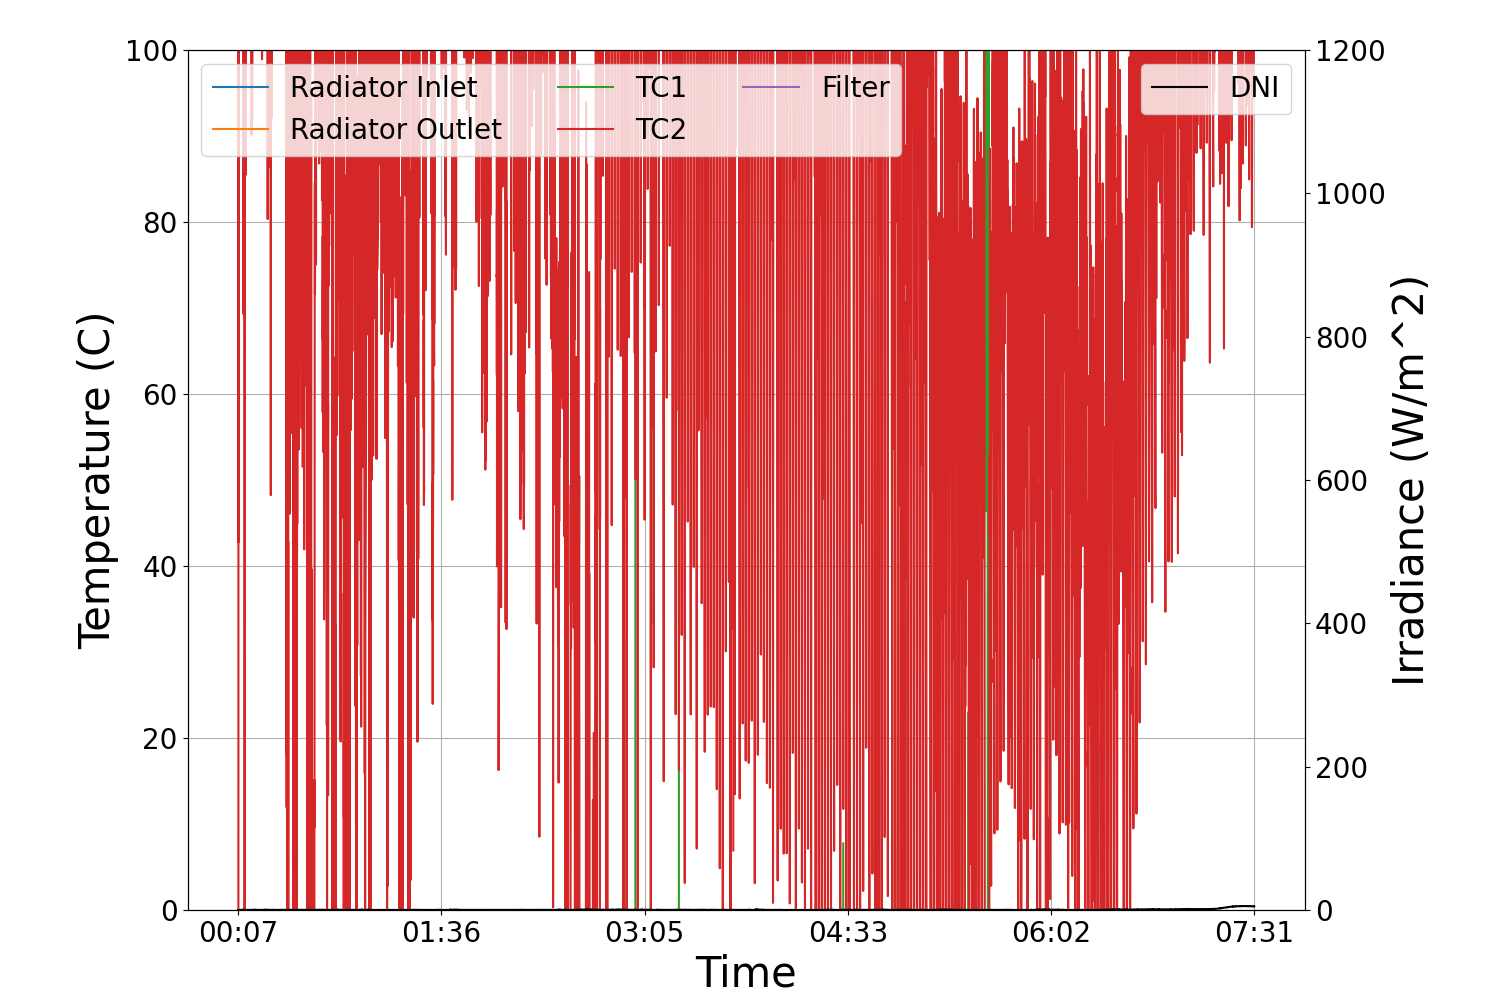 Radiator Inlet
Radiator Outlet
TC1
TC2
Filter
DNI
Temperature (C)
100
80
60
40
20
0
1200
1000
800
600
400
200
0
Irradiance (W/m^2)
00:07 01:36 03:05 04:33 06:02 07:31
Time